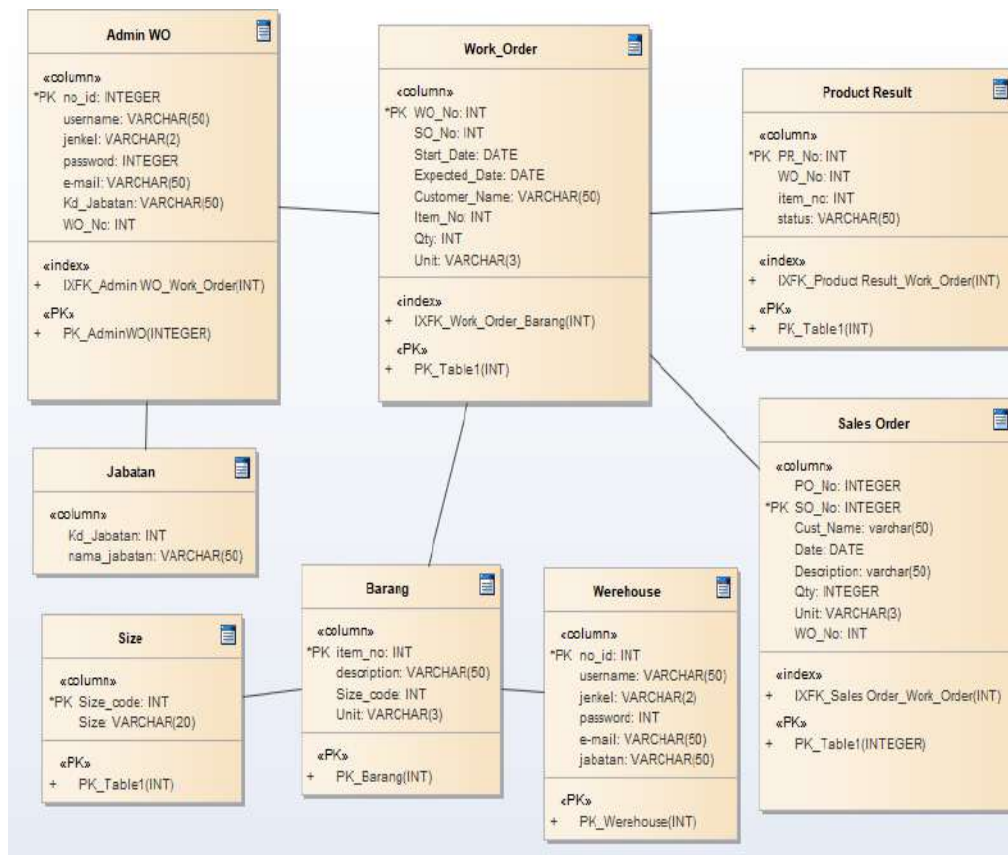 Admin WO
«column»
*PK no_id: INTEGER
username: VARCHAR(50)
jenkel: VARCHAR(2)
password: INTEGER
e-mail: VARCHAR(50)
Kd_Jabatan: VARCHAR(50)
WO_No: INT
«index»
+ IXFK_Admin WO_Work_Order(INT)
«PK»
+ PK_AdminWO(INTEGER)
Work_Order
«column»
*PK WO_No: INT
SO_No: INT
Start_Date: DATE
Expected_Date: DATE
Customer_Name: VARCHAR(50)
Item_No: INT
Qty: INT
Unit: VARCHAR(3)
«index»
+ IXFK_Work_Order_Barang(INT)
«PK»
+ PK_Table1(INT)
Product Result
«column»
*PK PR_No: INT
WO_No: INT
item_no: INT
status: VARCHAR(50)
«index»
+ IXFK_Product Result_Work_Order(INT)
«PK»
+ PK_Table1(INT)
Jabatan
«column»
Kd_Jabatan: INT
nama_jabatan: VARCHAR(50)
Sales Order
«column»
PO_No: INTEGER
*PK SO_No: INTEGER
Cust_Name: varchar(50)
Date: DATE
Description: varchar(50)
Qty: INTEGER
Unit: VARCHAR(3)
WO_No: INT
«index»
+ IXFK_Sales Order_Work_Order(INT)
«PK»
+ PK_Table1(INTEGER)
Size
«column»
*PK Size_code: INT
Size: VARCHAR(20)
«PK»
+ PK_Table1(INT)
Barang
«column»
*PK item_no: INT
description: VARCHAR(50)
Size_code: INT
Unit: VARCHAR(3)
«PK»
+ PK_Barang(INT)
Werehouse
«column»
*PK no_id: INT
username: VARCHAR(50)
jenkel: VARCHAR(2)
password: INT
e-mail: VARCHAR(50)
jabatan: VARCHAR(50)
«PK»
+ PK_Werehouse(INT)